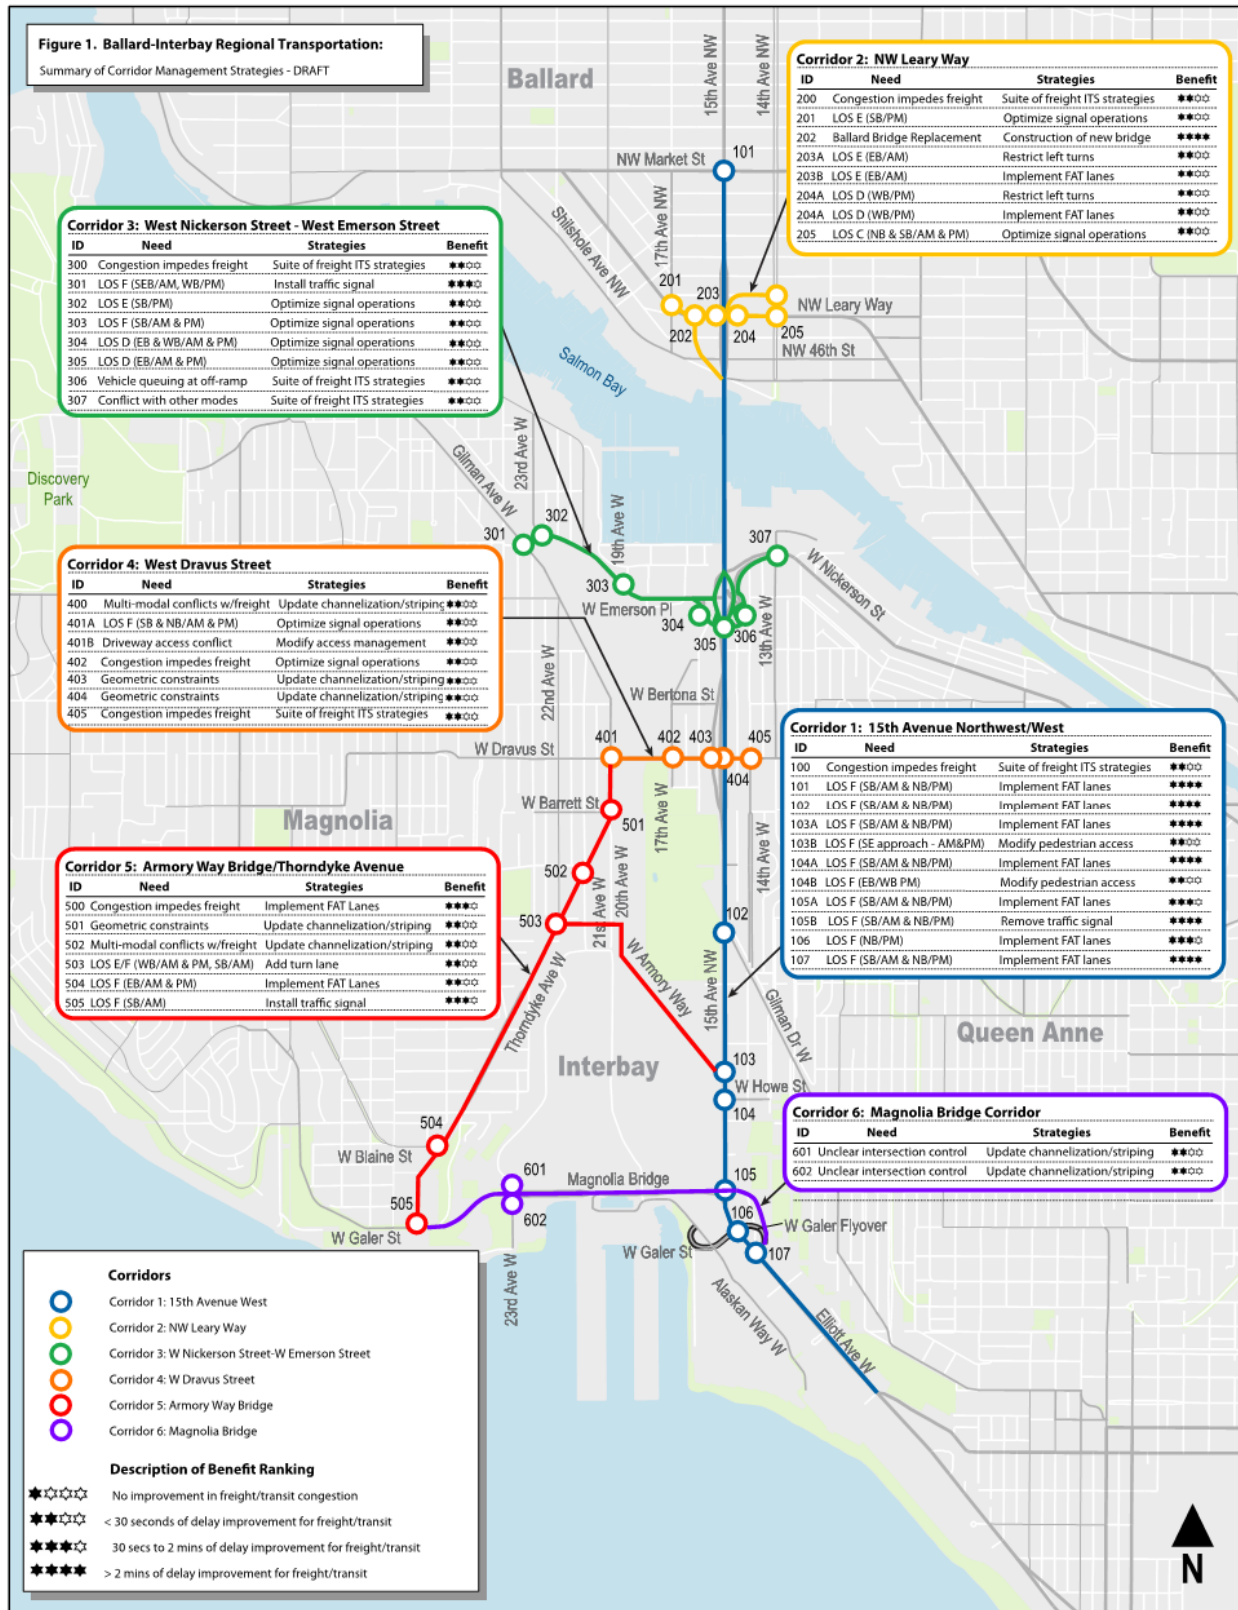 Figure 1. Ballard-Interbay Regional Transportation:
Summary of Corridor Management Strategies - DRAFT
Ballard
15th Ave NW
14th Ave NW
Corridor 2: NW Leary Way
ID Need Strategies Benefit
200 Congestion impedes freight Suite of freight ITS strategies ★★☆☆
201 LOS E (SB/PM) Optimize signal operations ★★☆☆
202 Ballard Bridge Replacement Construction of new bridge ★★★★
203A LOS E (EB/AM) Restrict left turns ★★☆☆
203B LOS E (EB/AM) Implement FAT lanes ★★☆☆
204A LOS D (WB/PM) Restrict left turns ★★☆☆
204A LOS D (WB/PM) Implement FAT lanes ★★☆☆
205 LOS C (NB & SB/AM & PM) Optimize signal operations ★★☆☆
NW Market St
101
17th Ave NW
Shilshole Ave NW
201
203
202
204
205
NW Leary Way
NW 46th St
Salmon Bay
Corridor 3: West Nickerson Street - West Emerson Street
ID Need Strategies Benefit
300 Congestion impedes freight Suite of freight ITS strategies ★★☆☆
301 LOS F (SEB/AM, WB/PM) Install traffic signal ★★★☆
302 LOS E (SB/PM) Optimize signal operations ★★☆☆
303 LOS F (SB/AM & PM) Optimize signal operations ★★☆☆
304 LOS D (EB & WB/AM & PM) Optimize signal operations ★★☆☆
305 LOS D (EB/AM & PM) Optimize signal operations ★★☆☆
306 Vehicle queuing at off-ramp Suite of freight ITS strategies ★★☆☆
307 Conflict with other modes Suite of freight ITS strategies ★★☆☆
Discovery
Park
Gilman Ave W
23rd Ave W
19th Ave W
301
302
303
307
W Nickerson St
W Emerson Pl
304
305
306
13th Ave W
Corridor 4: West Dravus Street
ID Need Strategies Benefit
400 Multi-modal conflicts w/freight Update channelization/striping ★★☆☆
401A LOS F (SB & NB/AM & PM) Optimize signal operations ★★☆☆
401B Driveway access conflict Modify access management ★★☆☆
402 Congestion impedes freight Optimize signal operations ★★☆☆
403 Geometric constraints Update channelization/striping ★★☆☆
404 Geometric constraints Update channelization/striping ★★☆☆
405 Congestion impedes freight Suite of freight ITS strategies ★★☆☆
22nd Ave W
W Bertona St
W Dravus St
401
402
403
405
404
Corridor 1: 15th Avenue Northwest/West
ID Need Strategies Benefit
100 Congestion impedes freight Suite of freight ITS strategies ★★☆☆
101 LOS F (SB/AM & NB/PM) Implement FAT lanes ★★★★
102 LOS F (SB/AM & NB/PM) Implement FAT lanes ★★★★
103A LOS F (SB/AM & NB/PM) Implement FAT lanes ★★★★
103B LOS F (SE approach - AM&PM) Modify pedestrian access ★★☆☆
104A LOS F (SB/AM & NB/PM) Implement FAT lanes ★★★★
104B LOS F (EB/WB PM) Modify pedestrian access ★★☆☆
105A LOS F (SB/AM & NB/PM) Implement FAT lanes ★★★☆
105B LOS F (SB/AM & NB/PM) Remove traffic signal ★★★★
106 LOS F (NB/PM) Implement FAT lanes ★★★☆
107 LOS F (SB/AM & NB/PM) Implement FAT lanes ★★★★
Magnolia
W Barrett St
501
17th Ave W
14th Ave W
502
503
21st Ave W
20th Ave W
102
Corridor 5: Armory Way Bridge/Thorndyke Avenue
ID Need Strategies Benefit
500 Congestion impedes freight Implement FAT Lanes ★★★☆
501 Geometric constraints Update channelization/striping ★★☆☆
502 Multi-modal conflicts w/freight Update channelization/striping ★★☆☆
503 LOS E/F (WB/AM & PM, SB/AM) Add turn lane ★★☆☆
504 LOS F (EB/AM & PM) Implement FAT Lanes ★★☆☆
505 LOS F (SB/AM) Install traffic signal ★★★☆
Thorndyke Ave W
W Armory Way
15th Ave NW
Gilman Dr W
Queen Anne
Interbay
103
W Howe St
104
Corridor 6: Magnolia Bridge Corridor
ID Need Strategies Benefit
601 Unclear intersection control Update channelization/striping ★★☆☆
602 Unclear intersection control Update channelization/striping ★★☆☆
504
W Blaine St
601
Magnolia Bridge
105
505
602
106
W Galer Flyover
W Galer St
W Galer St
107
23rd Ave W
Alaskan Way W
Elliott Ave W
Corridors
Corridor 1: 15th Avenue West
Corridor 2: NW Leary Way
Corridor 3: W Nickerson Street-W Emerson Street
Corridor 4: W Dravus Street
Corridor 5: Armory Way Bridge
Corridor 6: Magnolia Bridge
Description of Benefit Ranking
★☆☆☆ No improvement in freight/transit congestion
★★☆☆ < 30 seconds of delay improvement for freight/transit
★★★☆ 30 secs to 2 mins of delay improvement for freight/transit
★★★★ > 2 mins of delay improvement for freight/transit
N